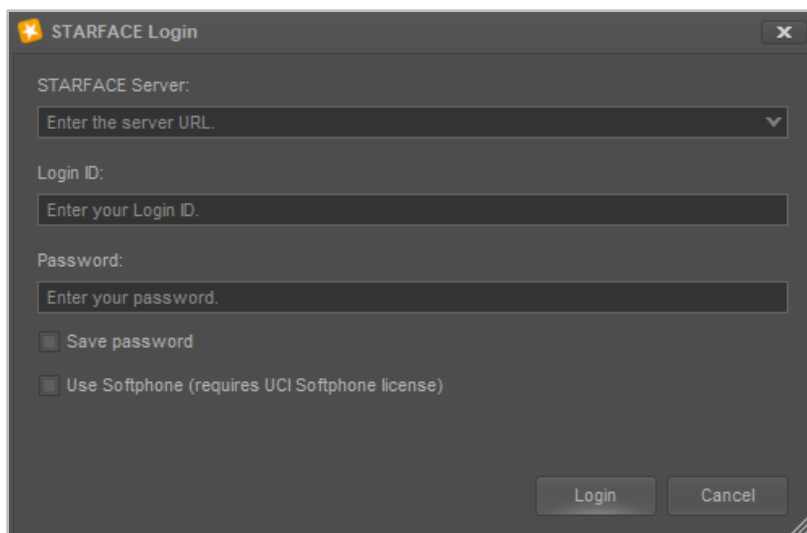 STARFACE Login
STARFACE Server:
Enter the server URL.
Login ID:
Enter your Login ID.
Password:
Enter your password.
Save password
Use Softphone (requires UCI Softphone license)
Login
Cancel